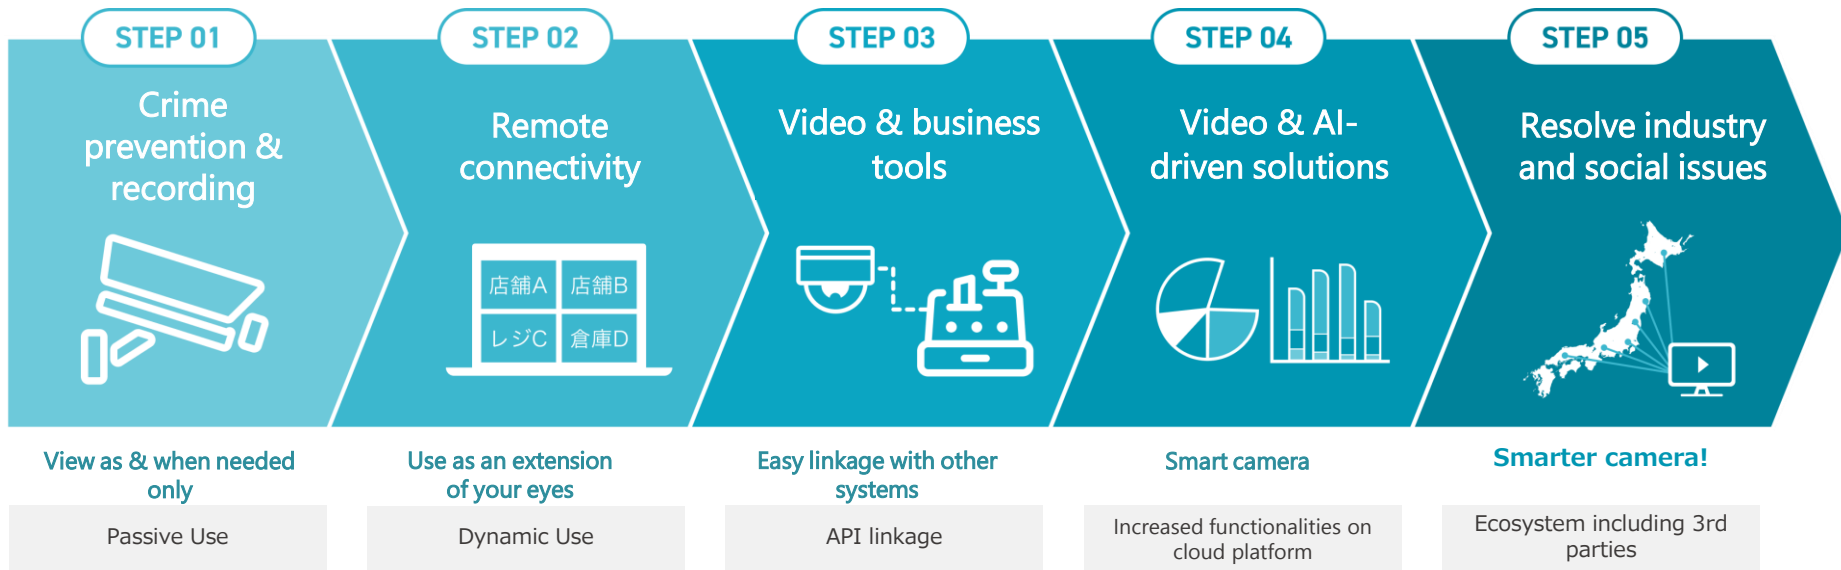 STEP 01
Crime
prevention &
recording
View as & when needed
only
Passive Use
STEP 02
Remote
connectivity
店舗A
店舗B
レジC
倉庫D
Use as an extension
of your eyes
Dynamic Use
STEP 03
Video & business
tools
Easy linkage with other
systems
API linkage
STEP 04
Video & AI-
driven solutions
Smart camera
Increased functionalities on
cloud platform
STEP 05
Resolve industry
and social issues
Smarter camera!
Ecosystem including 3rd
parties